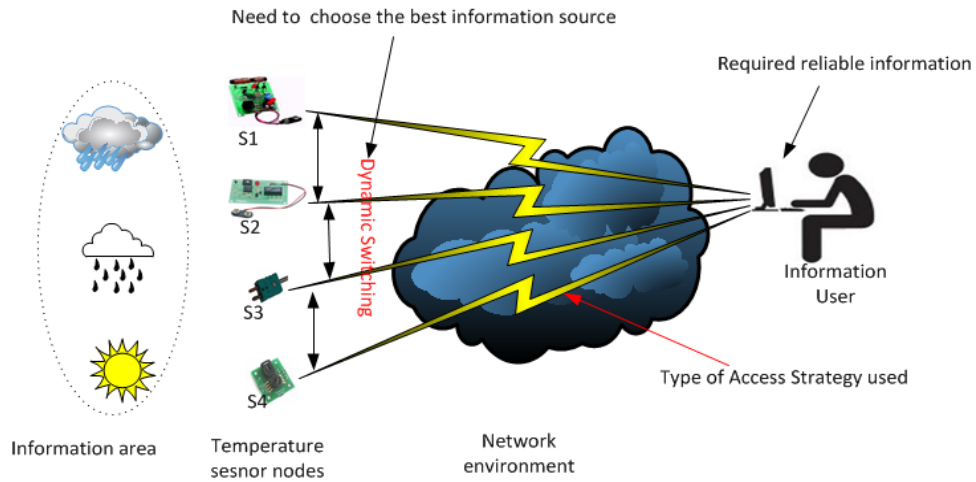 Need to choose the best information source
Required reliable information
S1
S2
Dynamic Switching
S3
S4
Information
User
Type of Access Strategy used
Information area
Temperature
sesnor nodes
Network
environment